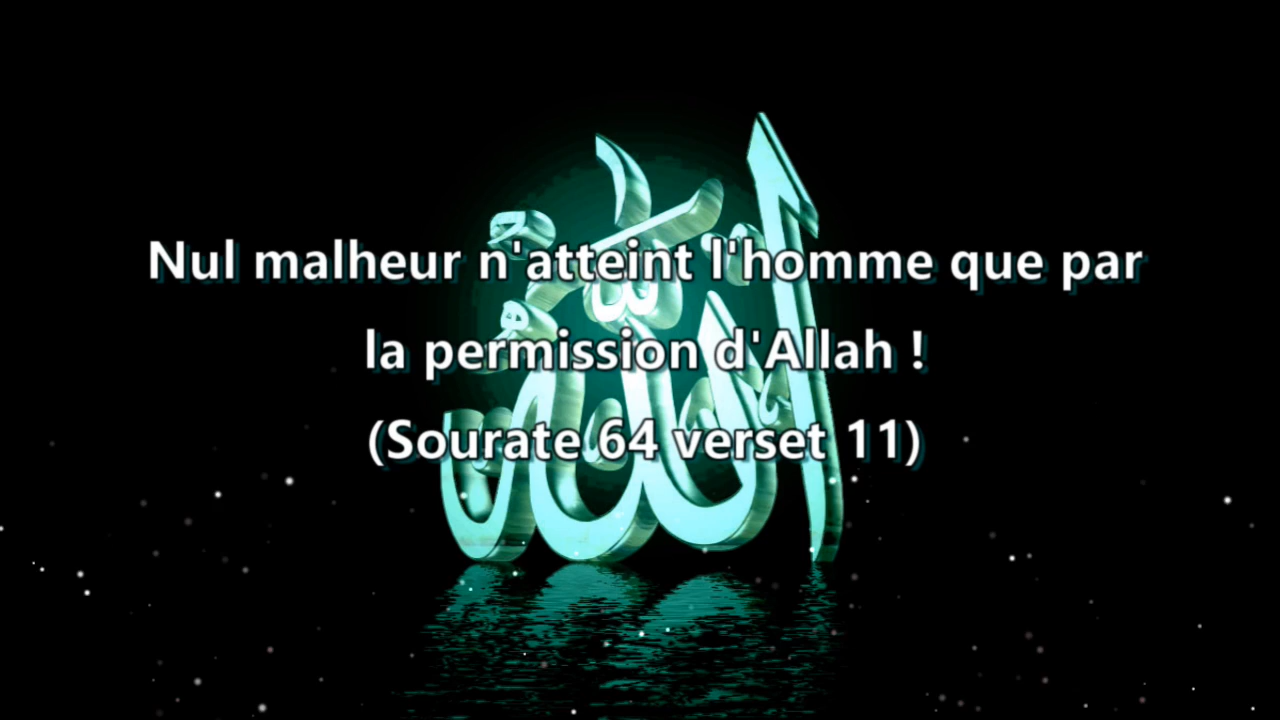 الله
Nul malheur n'atteint l'homme que par
la permission d'Allah !
(Sourate 64 verset 11)